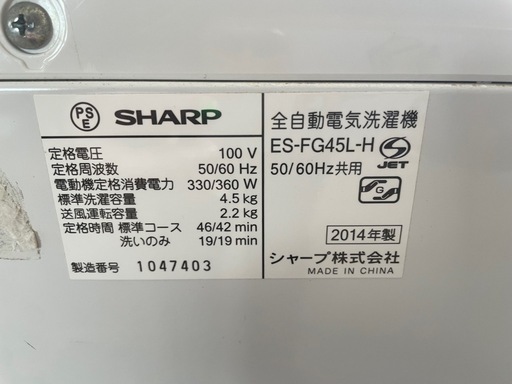 PS
E
SHARP
定格電圧 100 V
定格周波数 50/60 Hz
電動機定格消費電力 330/360 W
標準洗濯容量 4.5 kg
送風運転容量 2.2 kg
定格時間 標準コース 46/42 min
洗いのみ 19/19 min
製造番号 1047403
全自動電気洗濯機
ES-FG45L-H
50/60Hz共用
S
JET
G
2014年製
シャープ株式会社
MADE IN CHINA